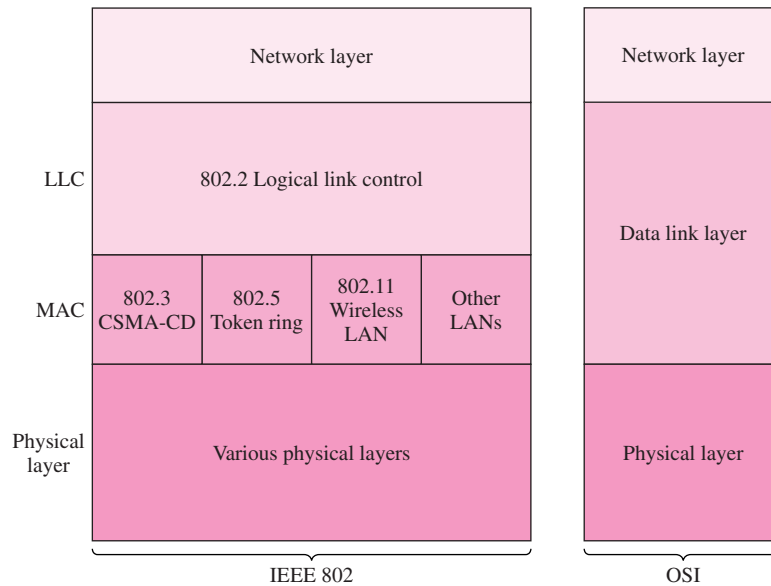 Network layer
Network layer
LLC
802.2 Logical link control
Data link layer
MAC
802.3
CSMA-CD
802.5
Token ring
802.11
Wireless
LAN
Other
LANs
Physical
layer
Various physical layers
Physical layer
IEEE 802
OSI